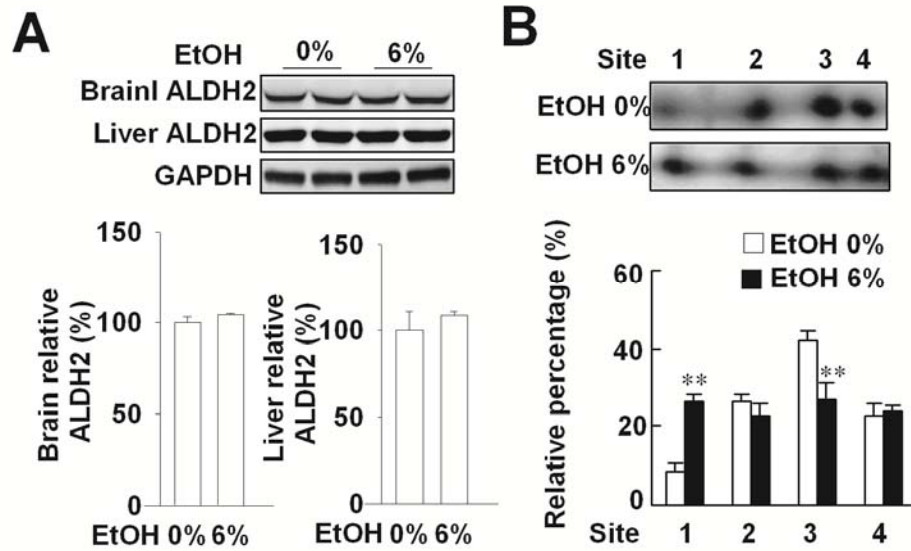 A
EtOH 0% 6%
Brainl ALDH2
Liver ALDH2
GAPDH
Brain relative
ALDH2 (%)
150
100
50
0
EtOH 0% 6%
Liver relative
ALDH2 (%)
150
100
50
0
EtOH 0% 6%
B
Site 1 2 3 4
EtOH 0%
EtOH 6%
Relative percentage (%)
EtOH 0%
EtOH 6%
60
40
20
0
**
**
Site 1 2 3 4